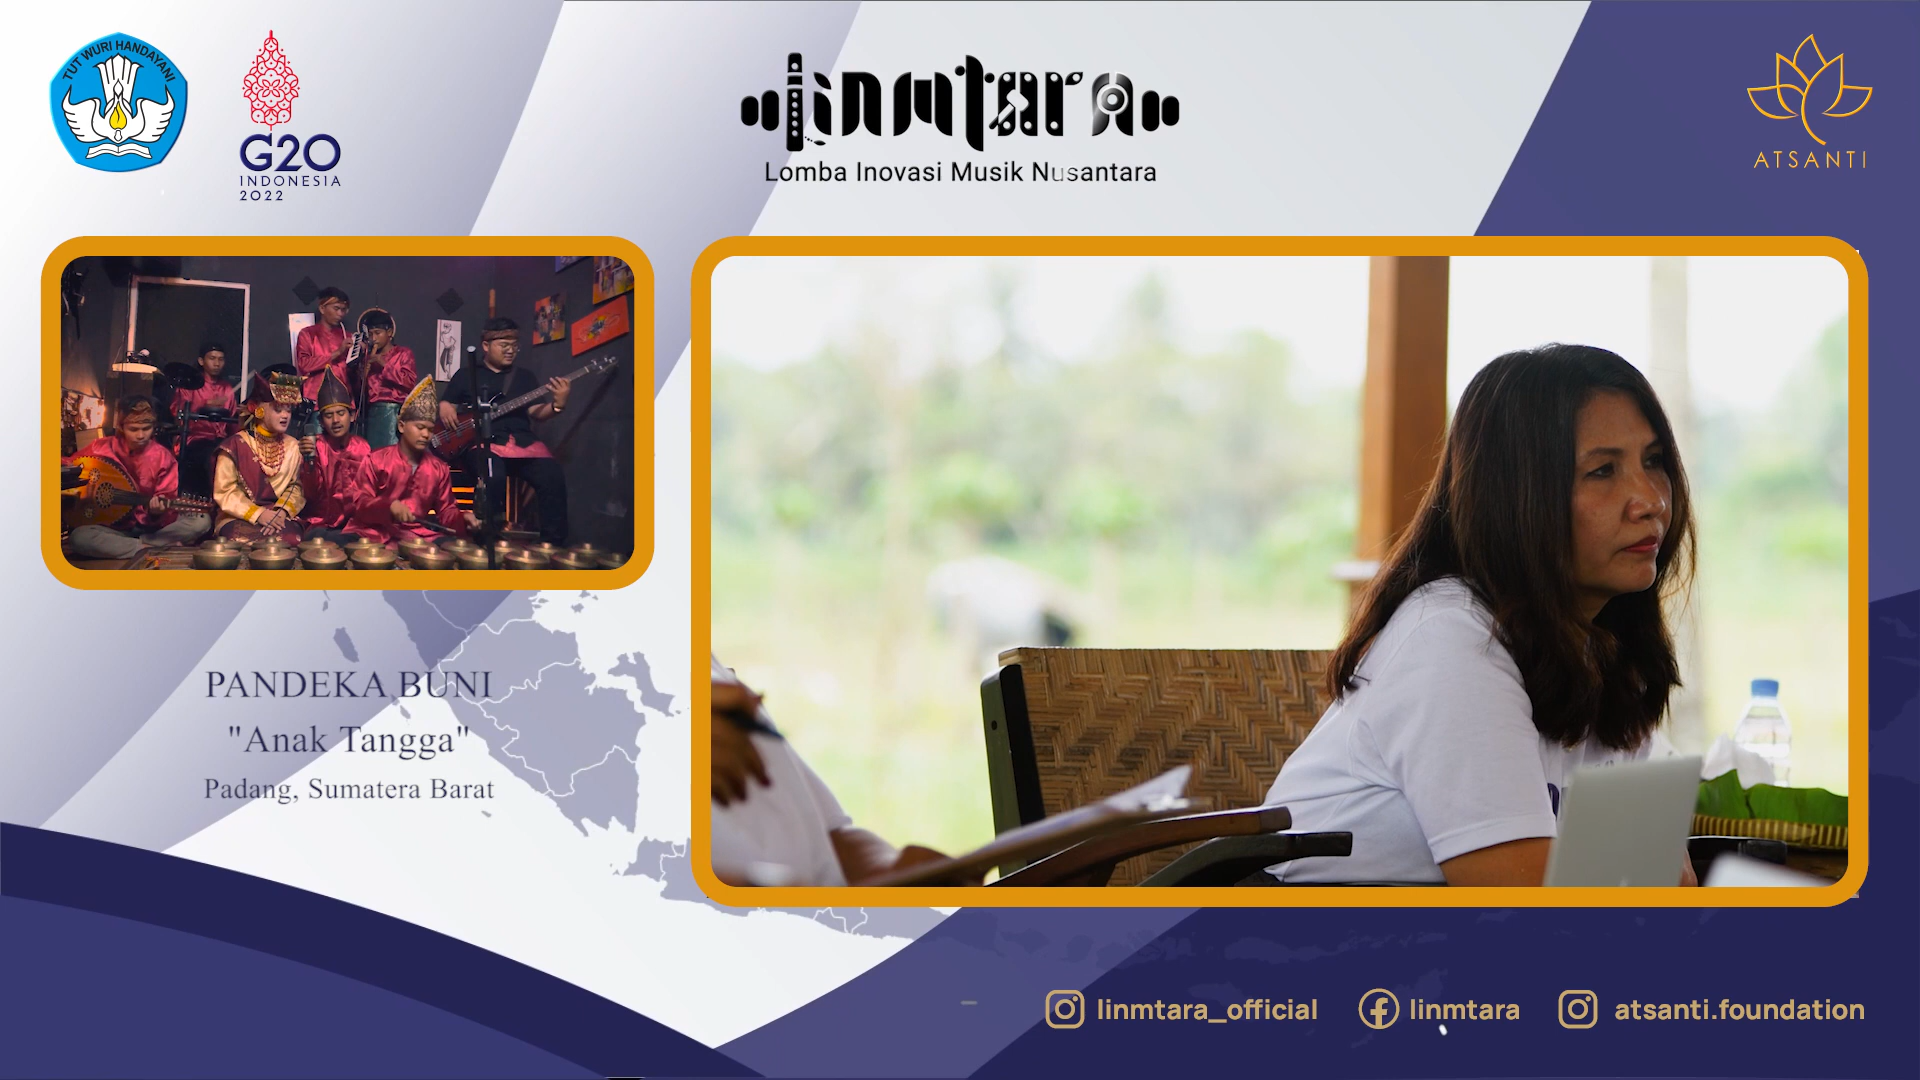 TUT WURI HANDAYANI
G20
INDONESIA
2022
linmtara
Lomba Inovasi Musik Nusantara
ATSANTI
PANDEKA BUNI
"Anak Tangga"
Padang, Sumatera Barat
linmtara_official
linmtara
atsanti.foundation